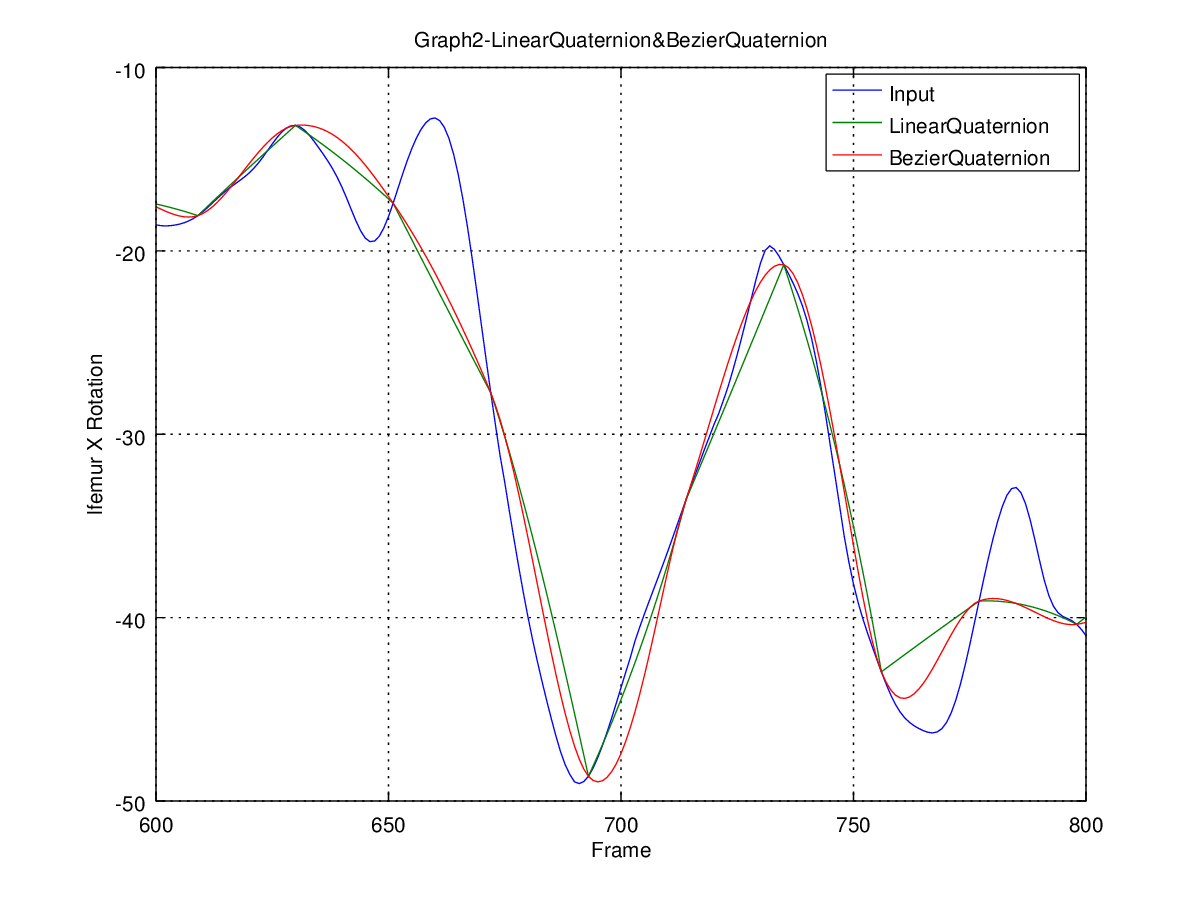 Graph2-LinearQuaternion&BezierQuaternion
Input
LinearQuaternion
BezierQuaternion
-10
-20
-30
-40
-50
lfemur X Rotation
600 650 700 750 800
Frame